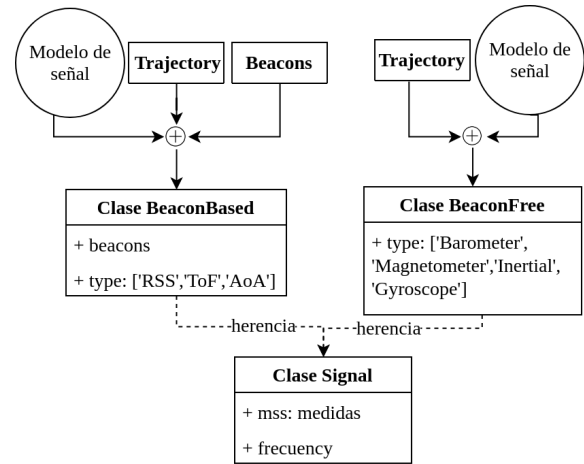 Modelo de
señal
Trajectory
Beacons
Trajectory
Modelo de
señal
Clase BeaconBased
+ beacons
+ type: ['RSS','ToF','AoA']
Clase BeaconFree
+ type: ['Barometer',
'Magnetometer','Inertial',
'Gyroscope']
herencia
herencia
Clase Signal
+ mss: medidas
+ frecuency